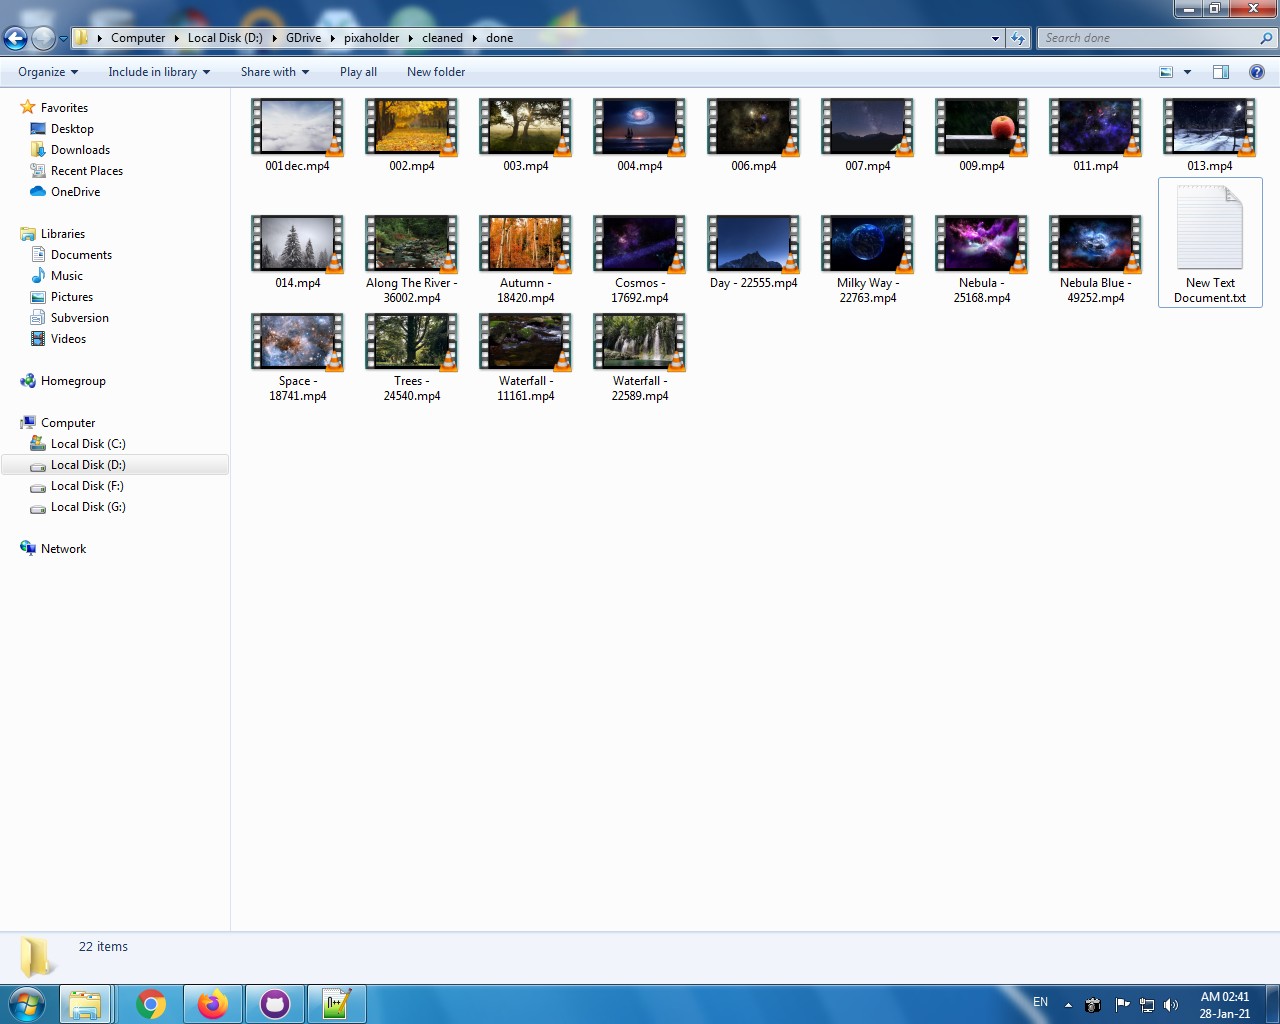 Computer Local Disk (D:) GDrive pixaholder cleaned done
Search done
Organize Include in library Share with Play all New folder
Favorites
Desktop
Downloads
Recent Places
OneDrive
Libraries
Documents
Music
Pictures
Subversion
Videos
Homegroup
Computer
Local Disk (C:)
Local Disk (D:)
Local Disk (F:)
Local Disk (G:)
Network
001dec.mp4 002.mp4 003.mp4 004.mp4 006.mp4 007.mp4 009.mp4 011.mp4 013.mp4
014.mp4 Along The River - Autumn - Cosmos - Day - 22555.mp4 Milky Way - Nebula - Nebula Blue - New Text
36002.mp4 18420.mp4 17692.mp4 22763.mp4 25168.mp4 49252.mp4 Document.txt
Space - Trees - Waterfall - Waterfall -
18741.mp4 24540.mp4 11161.mp4 22589.mp4
22 items
EN
AM 02:41
28-Jan-21